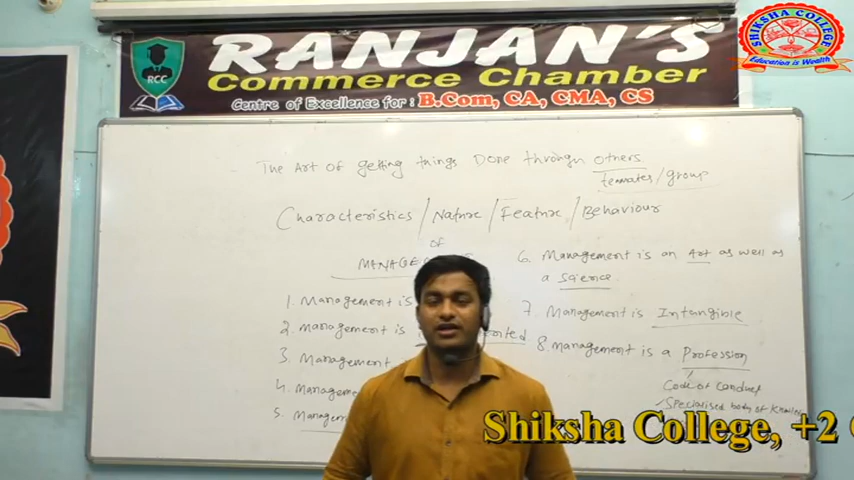 RANJAN'S
COMMERCE CHAMBER
Centre of Excellence for : B.Com, CA, CMA, CS
RCC
SHIKSHA COLLEGE
Education is Wealth
The Art of getting things Done through others
teamates/group
Characteristics / Nature / Feature / Behaviour
of
1. Management is
2. Management is
3. Management
4.
5.
6. Management is an Art as well as
a Science
7. Management is Intangible
8. Management is a Profession
Code of Conduct
Specialised body of
Shiksha College, +2